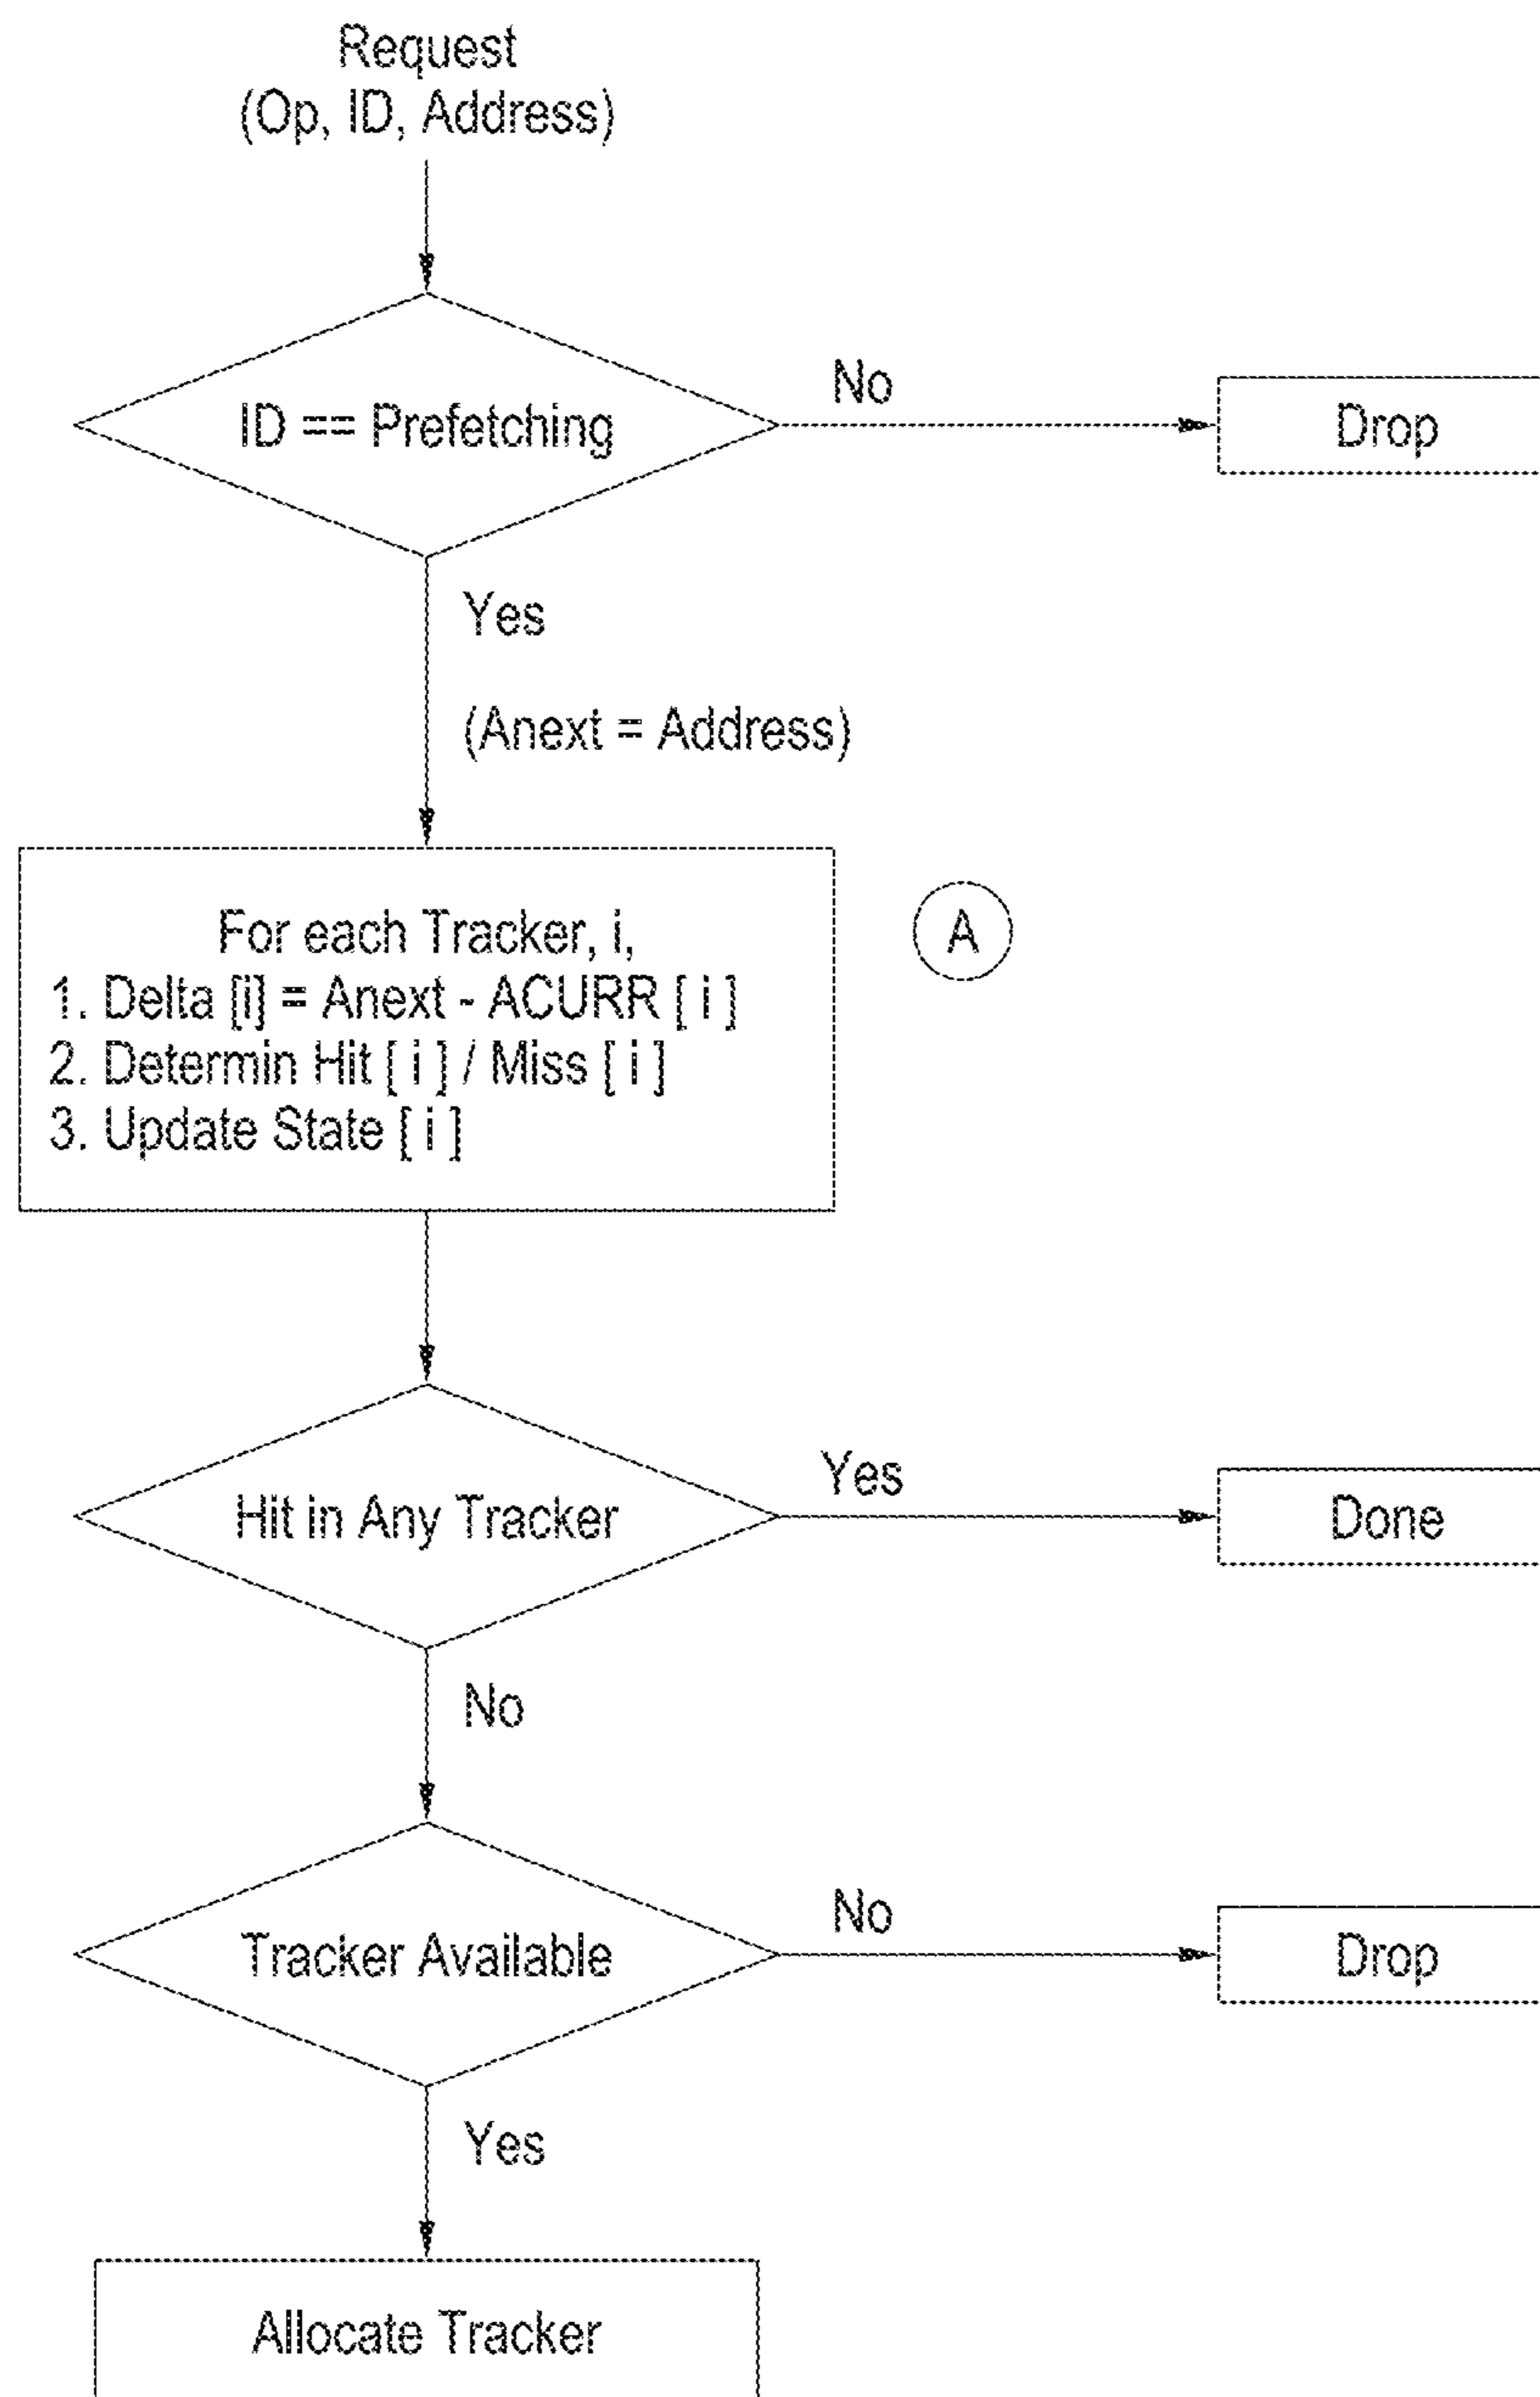 Request
(Op, ID, Address)
ID == Prefetching
No
Drop
Yes
(Anext = Address)
For each Tracker, i,
1. Delta [i] = Anext - ACURR [ i ]
2. Determin Hit [ i ] / Miss [ i ]
3. Update State [ i ]
A
Hit in Any Tracker
Yes
Done
No
Tracker Available
No
Drop
Yes
Allocate Tracker